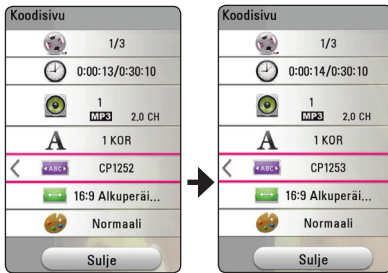 Koodisivu
1/3
0:00:13/0:30:10
1
MP3 2,0 CH
A 1 KOR
ABC CP1252
16:9 Alkuperäi...
Normaali
Sulje
Koodisivu
1/3
0:00:14/0:30:10
1
MP3 2,0 CH
A 1 KOR
ABC CP1253
16:9 Alkuperäi...
Normaali
Sulje